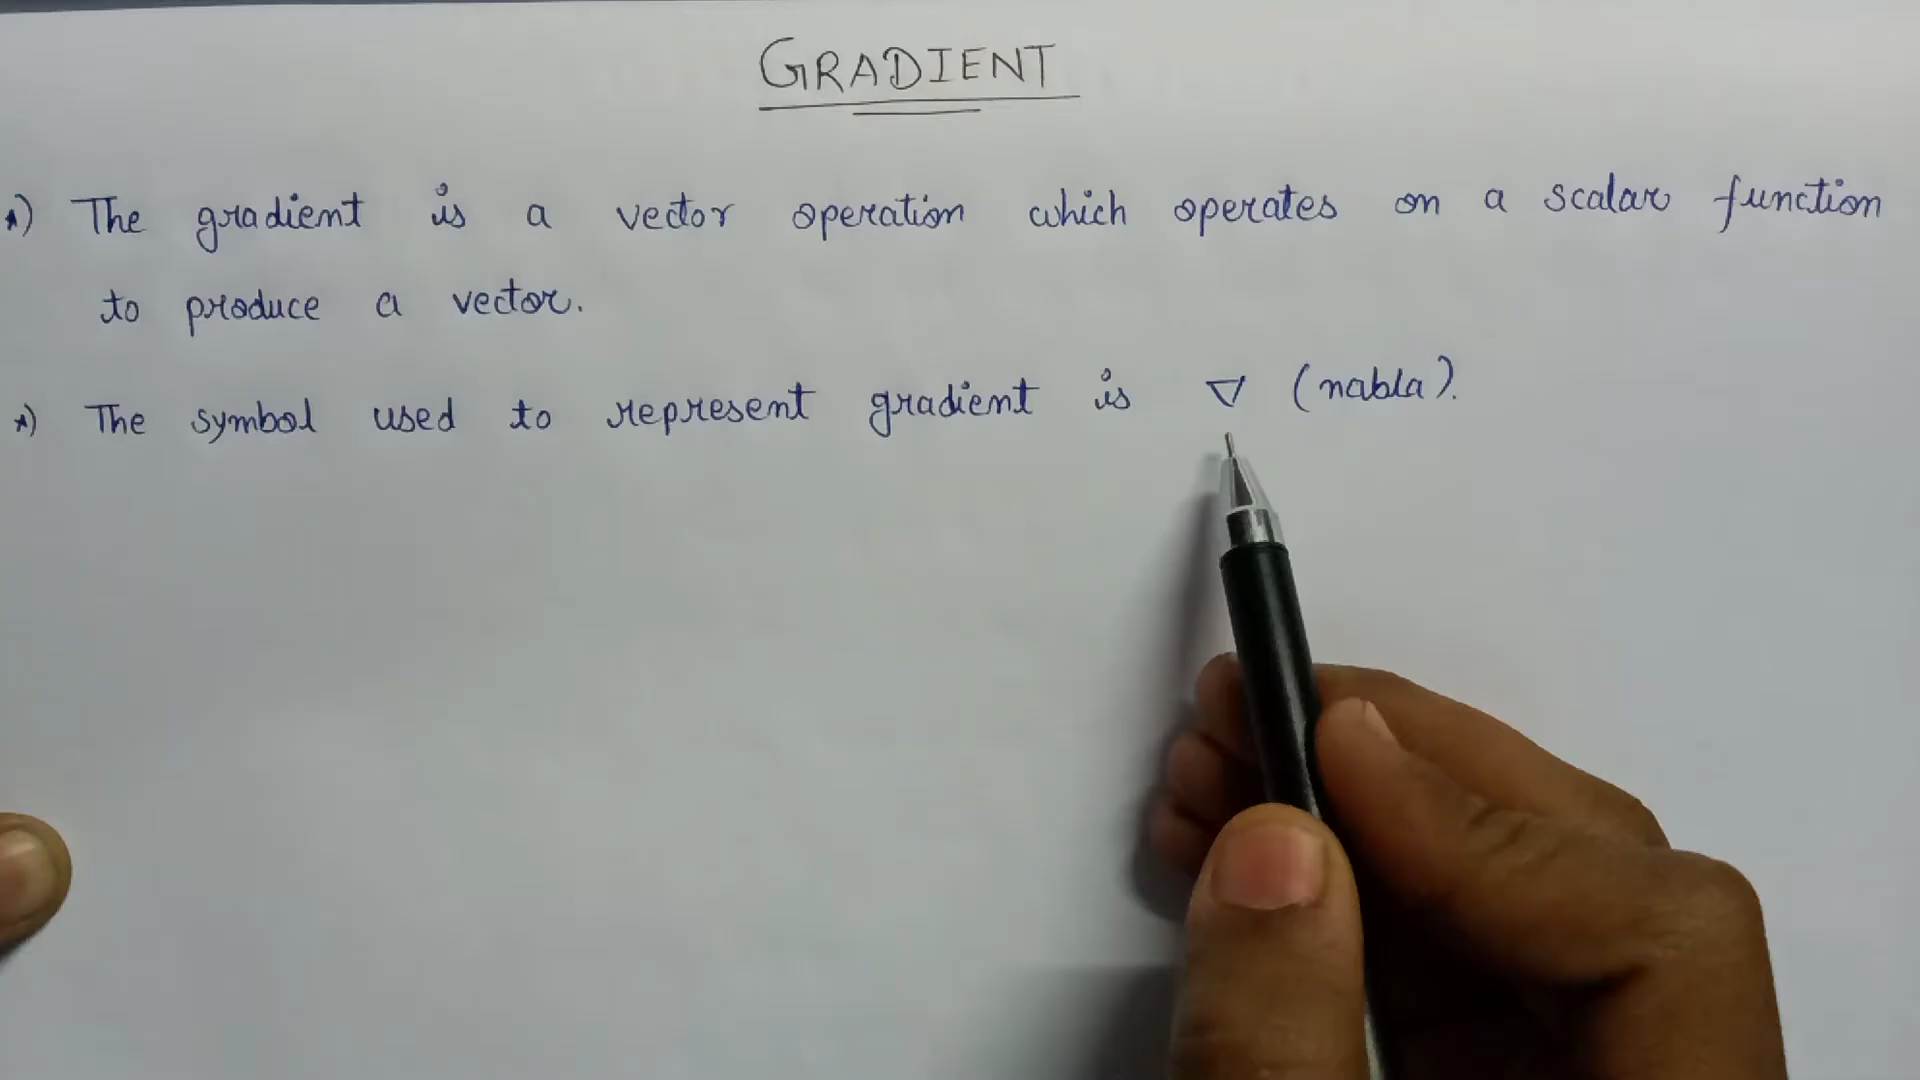 GRADIENT
*) The gradient is a vector operation which operates on a scalar function
to produce a vector.
*) The symbol used to represent gradient is ∇ (nabla).